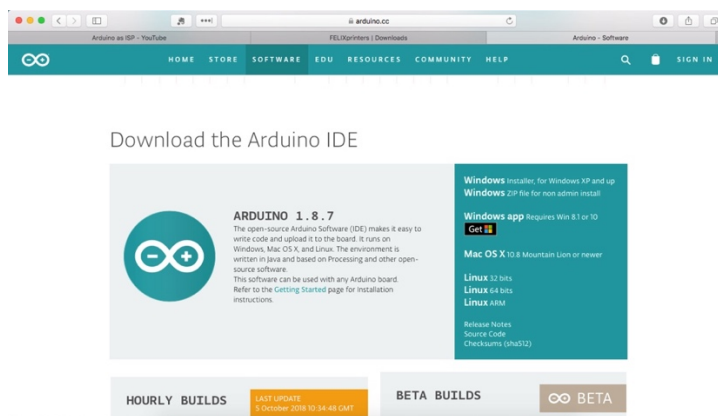 arduino.cc
Arduino as ISP - YouTube
FELIXprinters | Downloads
Arduino - Software
HOME STORE SOFTWARE EDU RESOURCES COMMUNITY HELP SIGN IN
Download the Arduino IDE
ARDUINO 1.8.7
The open-source Arduino Software (IDE) makes it easy to
write code and upload it to the board. It runs on
Windows, Mac OS X, and Linux. The environment is
written in Java and based on Processing and other open-
source software.
This software can be used with any Arduino board.
Refer to the Getting Started page for Installation
instructions.
Windows Installer, for Windows XP and up
Windows ZIP file for non admin install
Windows app Requires Win 8.1 or 10
Get
Mac OS X 10.8 Mountain Lion or newer
Linux 32 bits
Linux 64 bits
Linux ARM
Release Notes
Source Code
Checksums (sha512)
HOURLY BUILDS
LAST UPDATE
5 October 2018 10:34:48 GMT
BETA BUILDS
BETA